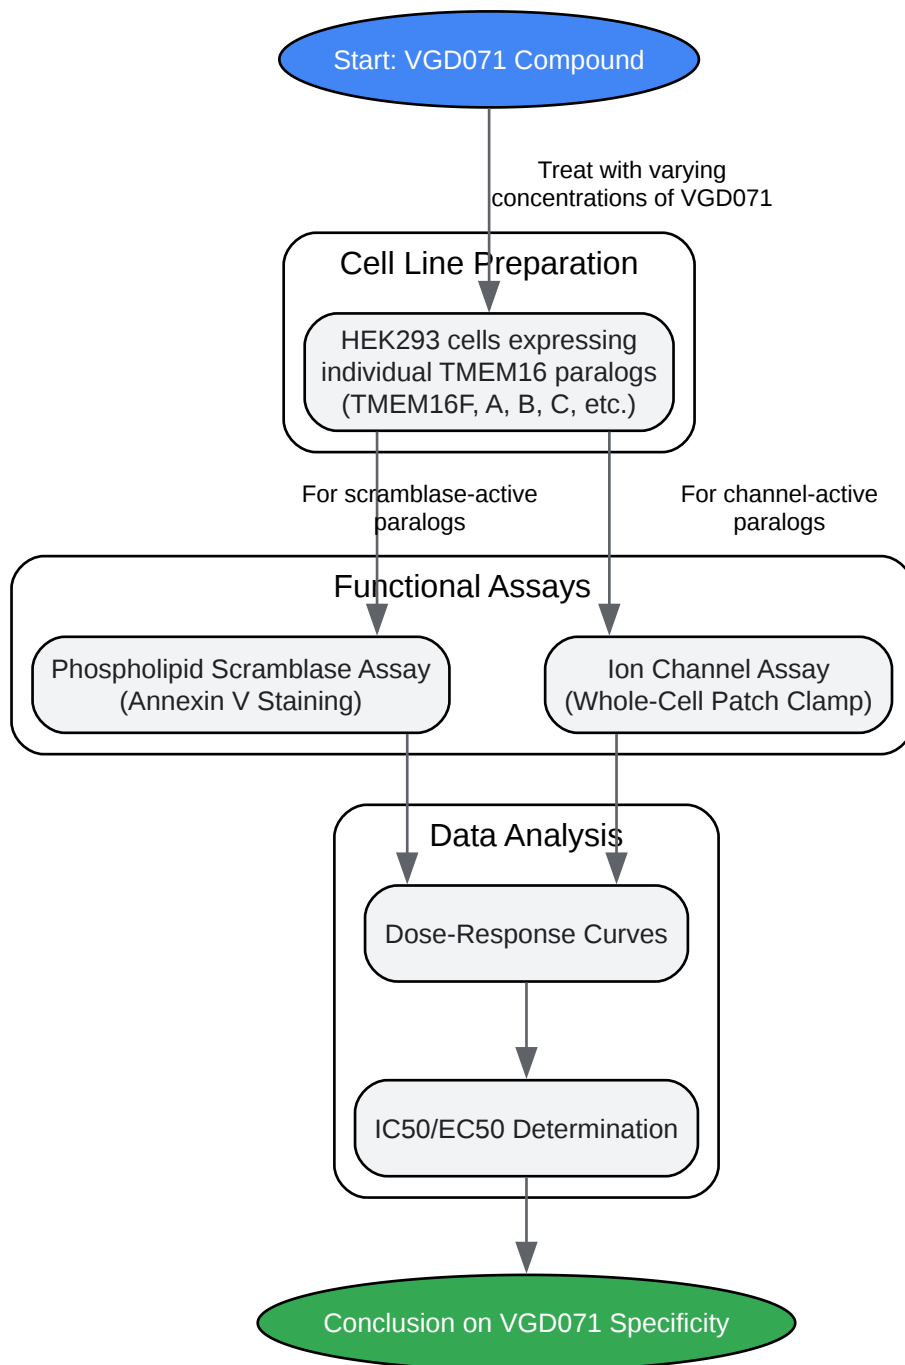 Start: VGD071 Compound
Treat with varying
concentrations of VGD071
Cell Line Preparation
HEK293 cells expressing
individual TMEM16 paralogs
(TMEM16F, A, B, C, etc.)
For scramblase-active
paralogs
For channel-active
paralogs
Functional Assays
Phospholipid Scramblase Assay
(Annexin V Staining)
Ion Channel Assay
(Whole-Cell Patch Clamp)
Data Analysis
Dose-Response Curves
IC50/EC50 Determination
Conclusion on VGD071 Specificity